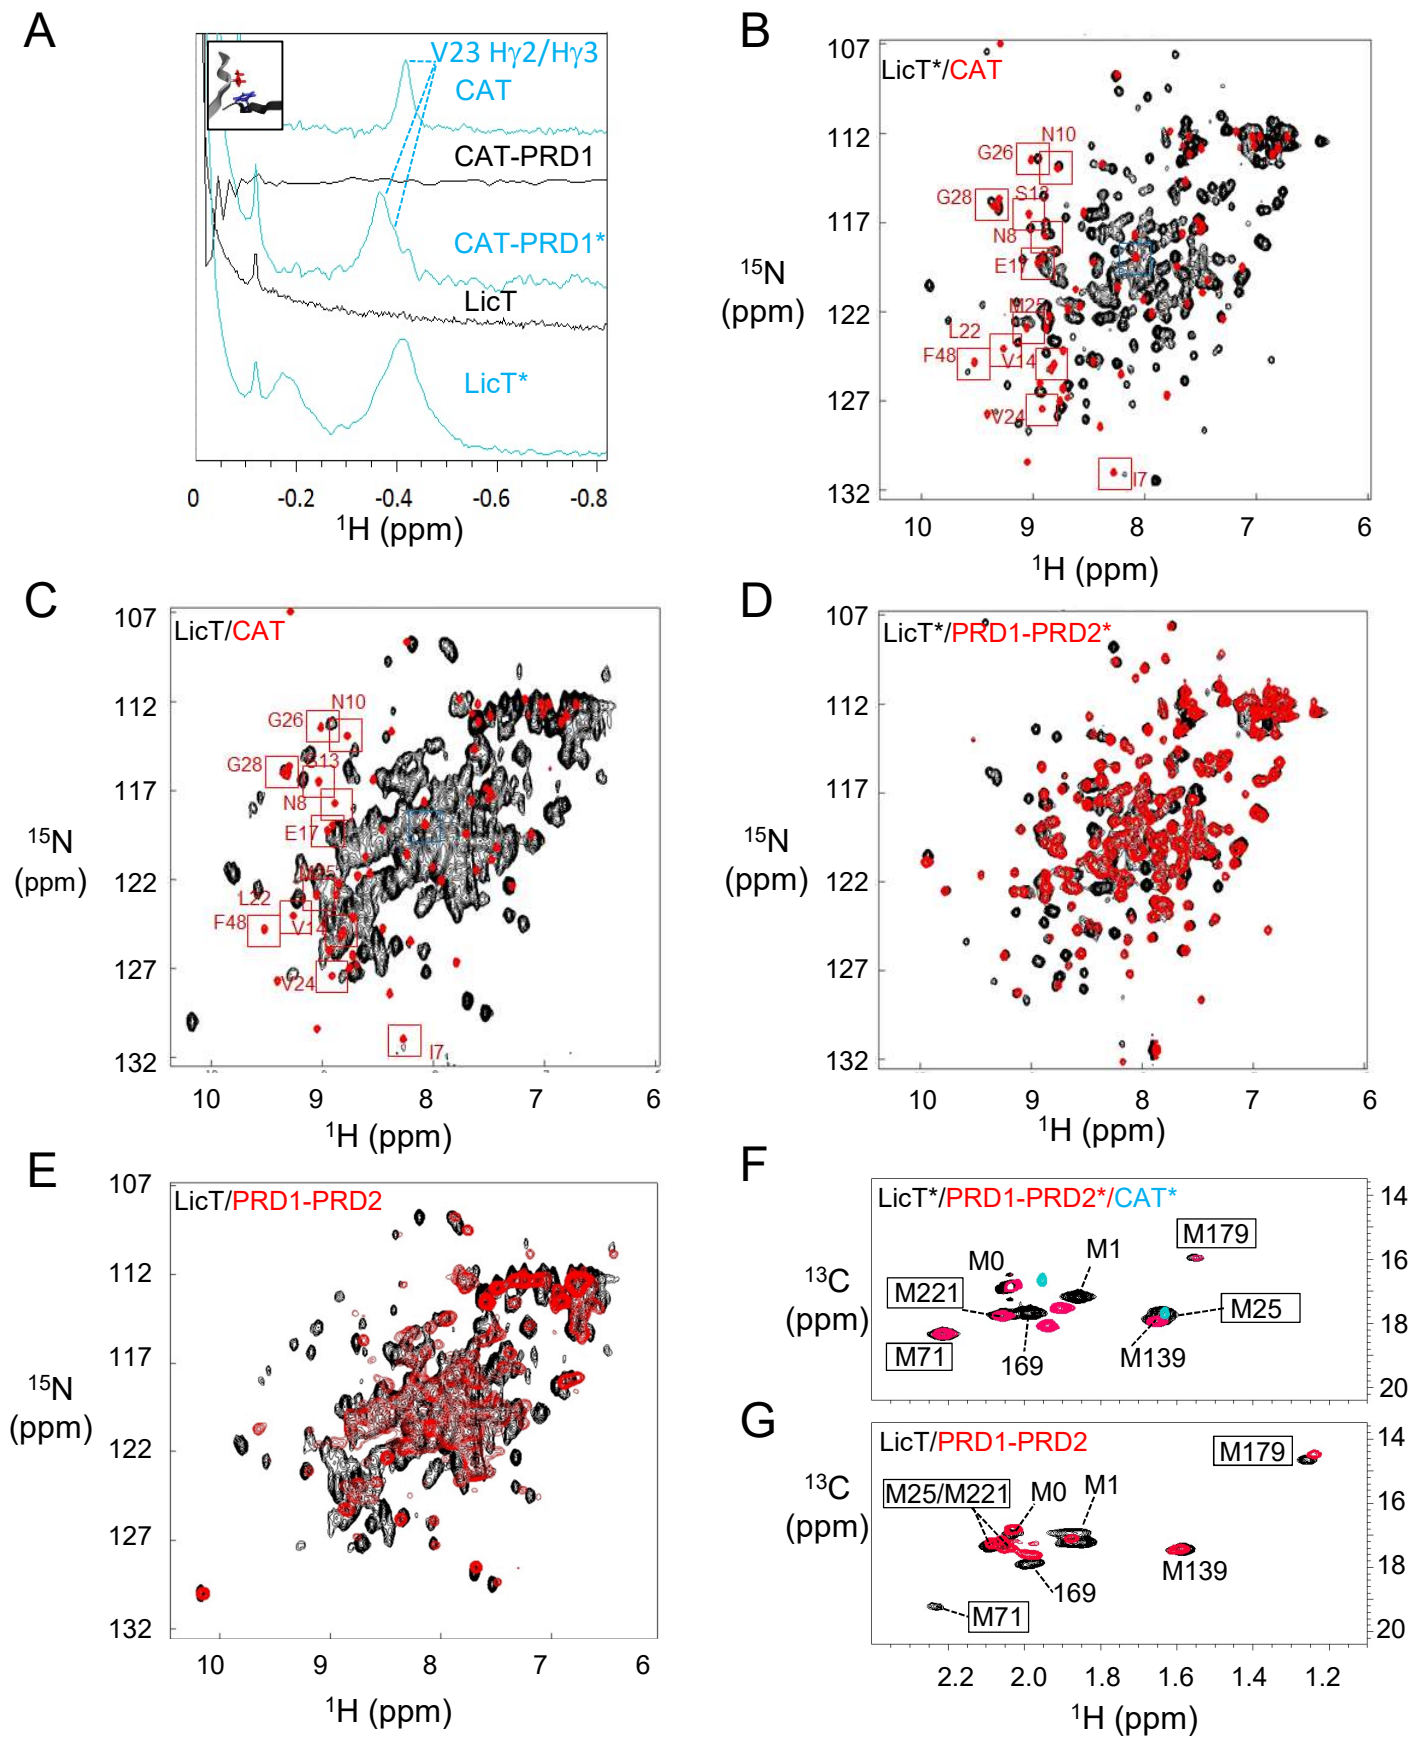 A
V23 Hγ2/Hγ3
CAT
CAT-PRD1
CAT-PRD1*
LicT
LicT*
0 -0.2 -0.4 -0.6 -0.8
1H (ppm)
B
LicT*/CAT
107
112
117
122
127
132
15N
(ppm)
N10
G26
S13
G28
N8
E17
M25
L22
F48
V14
V24
I7
10 9 8 7 6
1H (ppm)
C
LicT/CAT
107
112
117
122
127
132
15N
(ppm)
N10
G26
S13
G28
N8
E17
M25
L22
F48
V14
V24
I7
10 9 8 7 6
1H (ppm)
D
LicT*/PRD1-PRD2*
107
112
117
122
127
132
15N
(ppm)
10 9 8 7 6
1H (ppm)
E
LicT/PRD1-PRD2
107
112
117
122
127
132
15N
(ppm)
10 9 8 7 6
1H (ppm)
F
LicT*/PRD1-PRD2*/CAT*
M179
M0
M1
M221
M25
M71
169
M139
13C
(ppm)
14
16
18
20
G
LicT/PRD1-PRD2
M179
M25/M221
M0
M1
M139
169
M71
13C
(ppm)
14
16
18
20
2.2 2.0 1.8 1.6 1.4 1.2
1H (ppm)